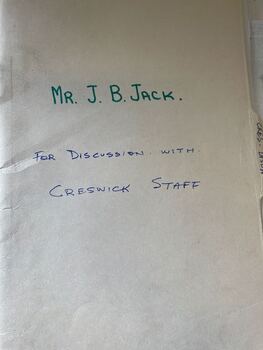 MR. J. B. JACK.
FOR DISCUSSION. WITH.
CRESWICK STAFF